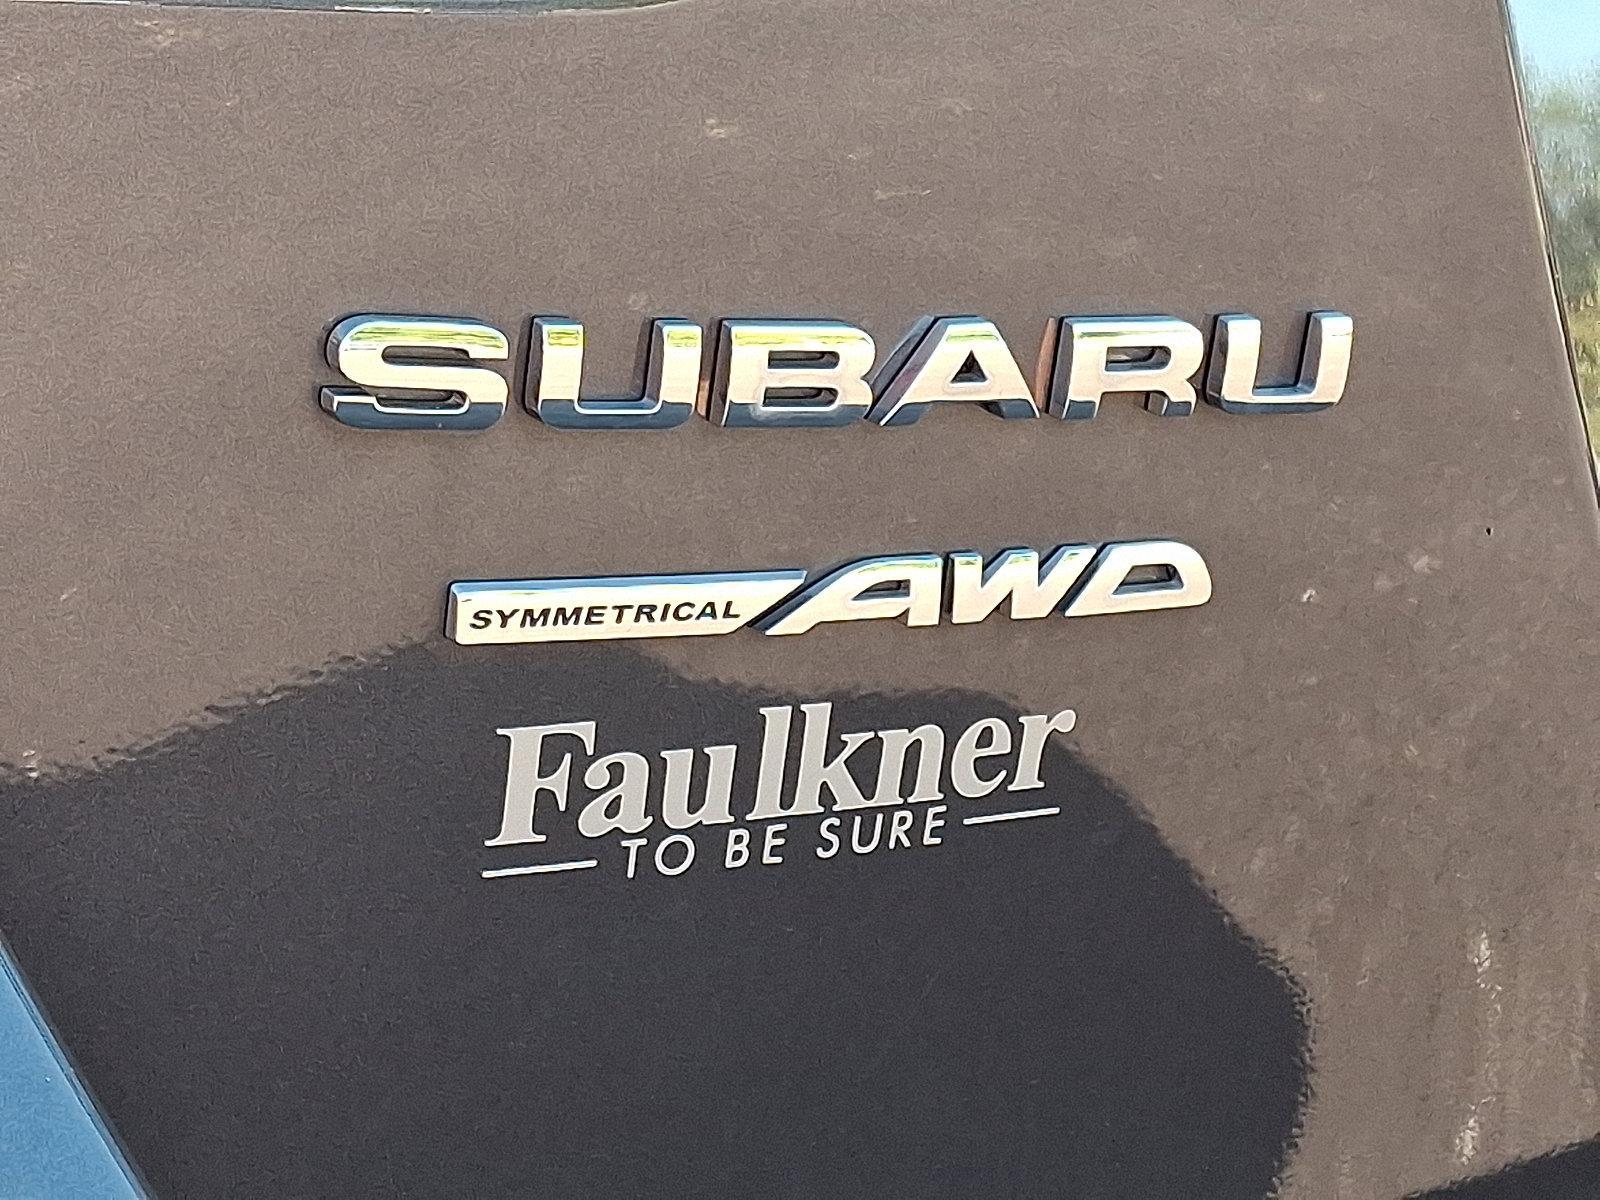 SUBARU
SYMMETRICAL AWD
Faulkner
TO BE SURE